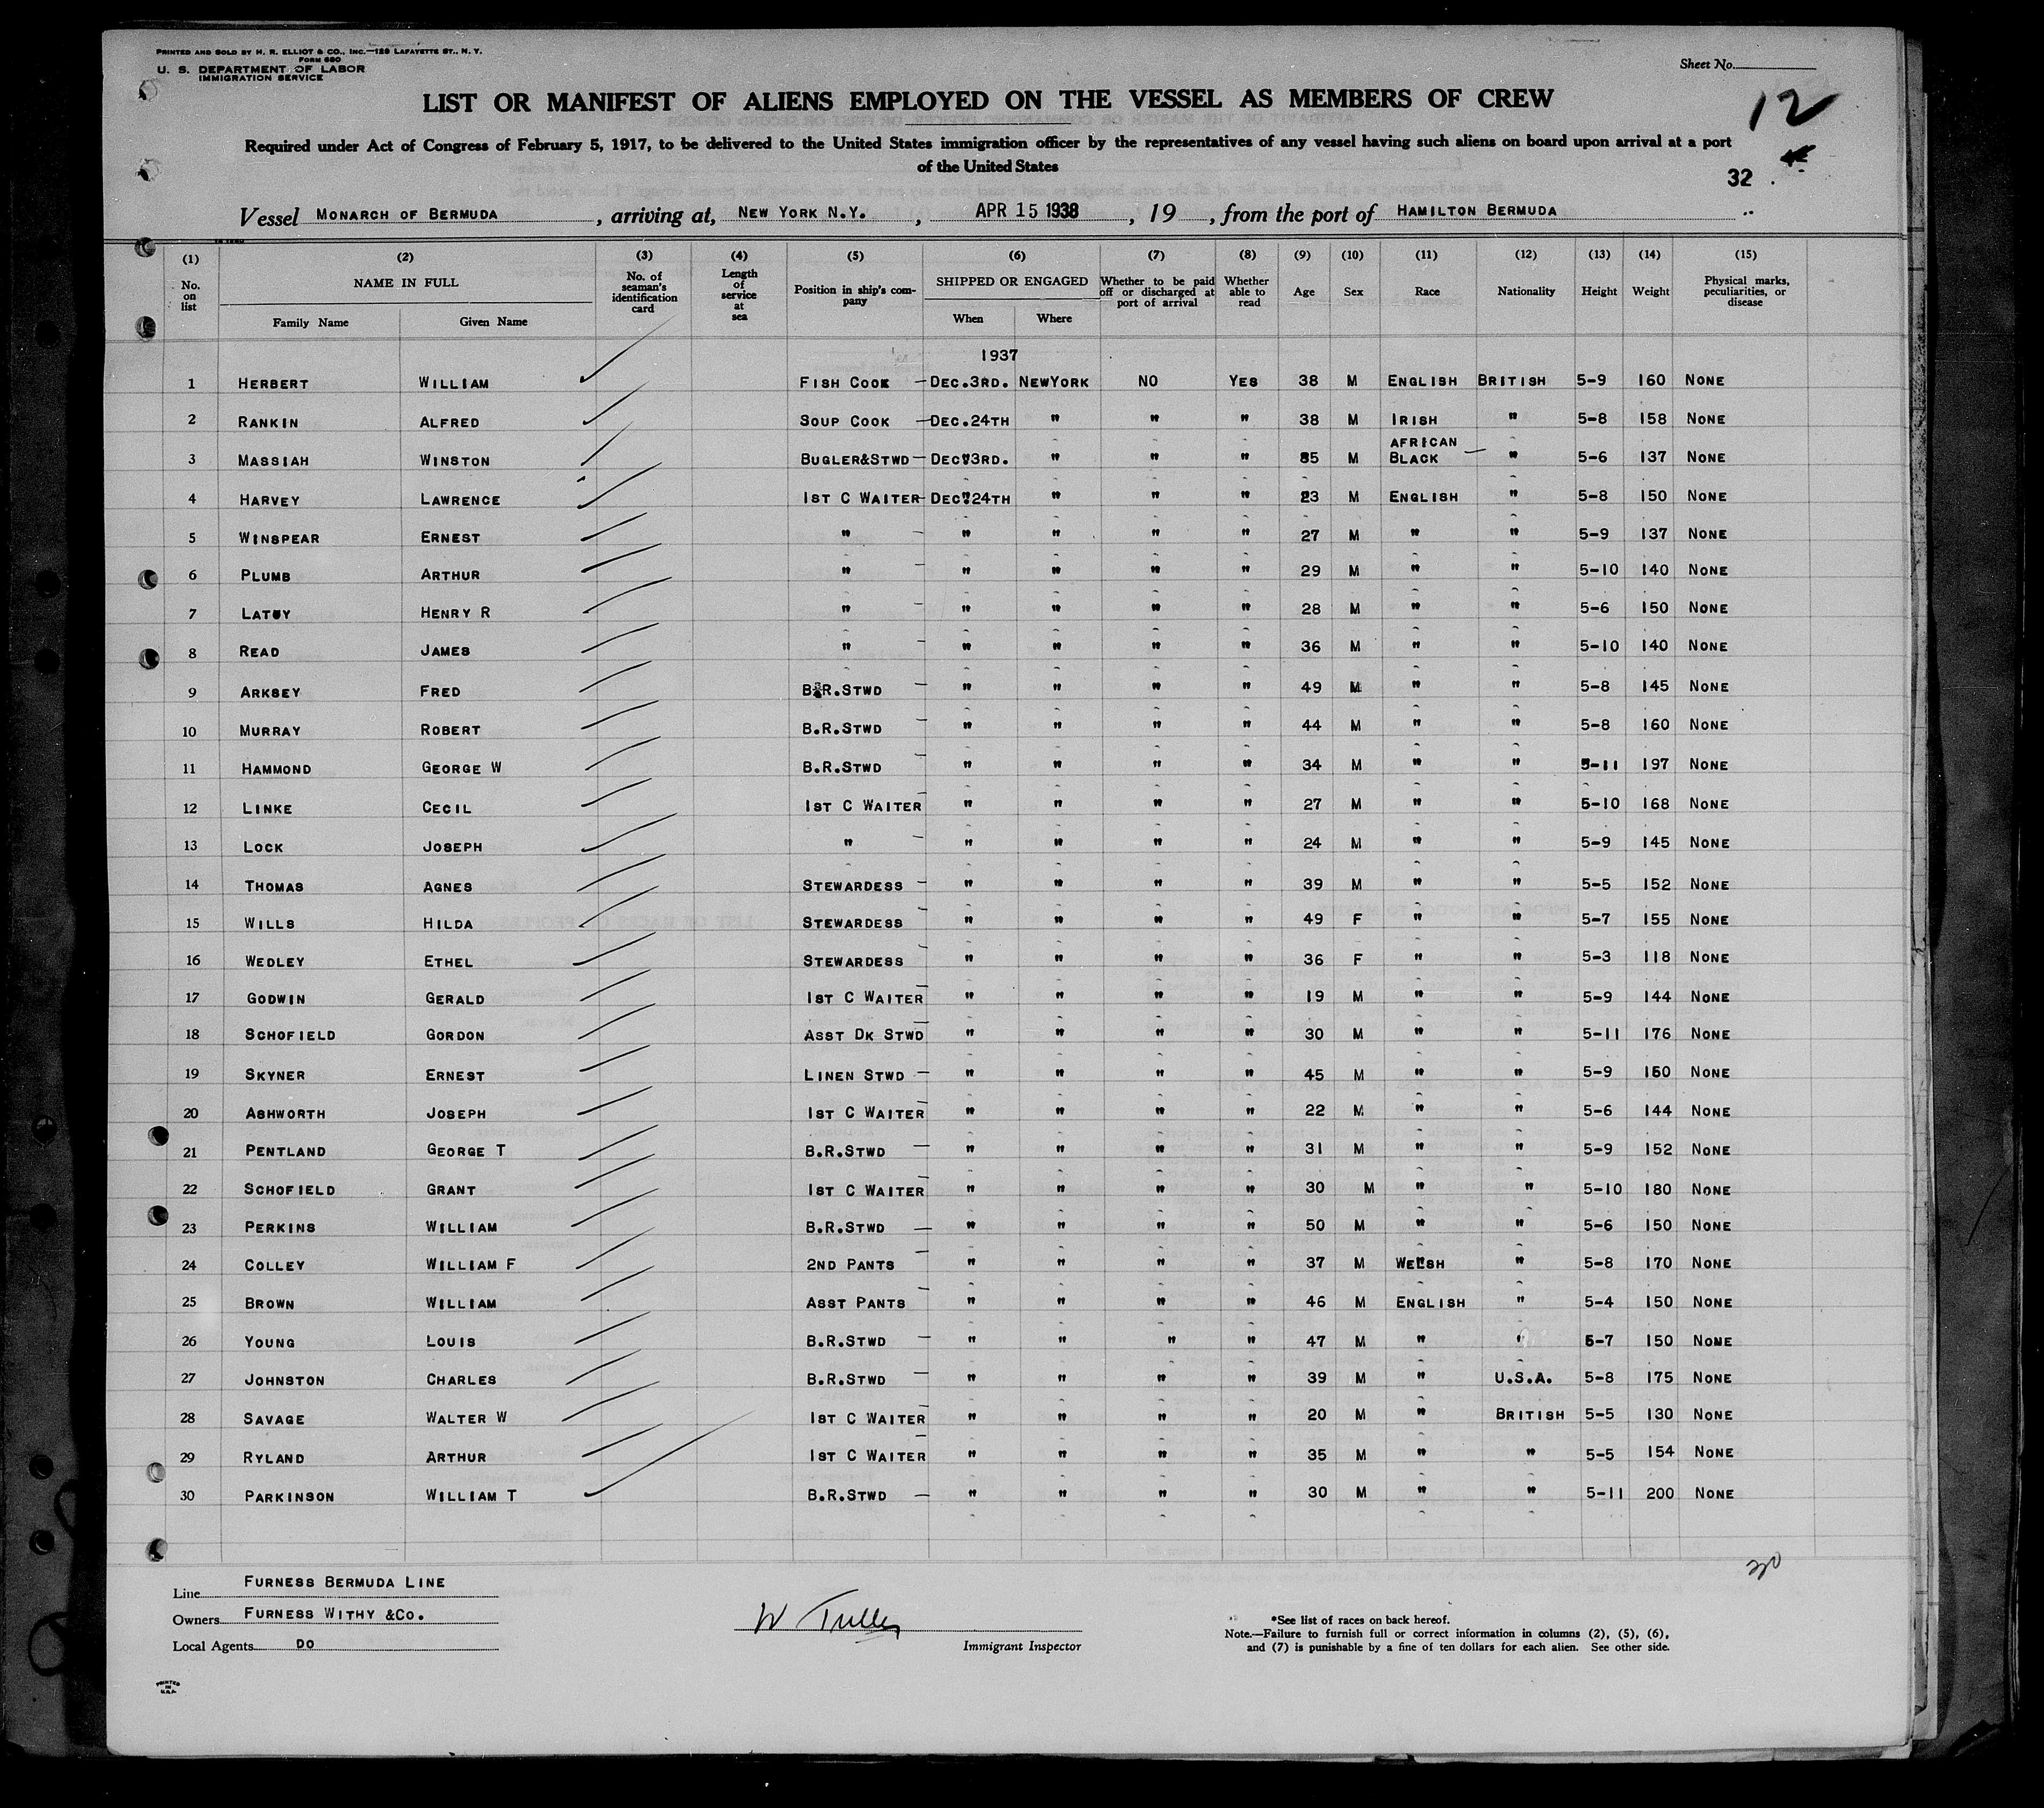 PRINTED AND SOLD BY H. R. ELLIOT & CO., INC.—128 LAFAYETTE ST., N. Y.
FORM 680
U. S. DEPARTMENT OF LABOR
IMMIGRATION SERVICE
Sheet No.
LIST OR MANIFEST OF ALIENS EMPLOYED ON THE VESSEL AS MEMBERS OF CREW
12
Required under Act of Congress of February 5, 1917, to be delivered to the United States immigration officer by the representatives of any vessel having such aliens on board upon arrival at a port
of the United States
32
Vessel MONARCH OF BERMUDA, arriving at, NEW YORK N.Y., APR 15 1938, 19, from the port of HAMILTON BERMUDA
(1) (2) (3) (4) (5) (6) (7) (8) (9) (10) (11) (12) (13) (14) (15)
No. on list NAME IN FULL Family Name Given Name No. of seaman's identification card Length of service at sea Position in ship's company SHIPPED OR ENGAGED When Where Whether to be paid off or discharged at port of arrival Whether able to read Age Sex Race Nationality Height Weight Physical marks, peculiarities, or disease
1937
1 HERBERT WILLIAM FISH COOK — DEC.3RD. NEWYORK NO YES 38 M ENGLISH BRITISH 5-9 160 NONE
2 RANKIN ALFRED SOUP COOK — DEC.24TH " " " 38 M IRISH " 5-8 158 NONE
3 MASSIAH WINSTON BUGLER&STWD — DEC"3RD. " " " 35 M AFRICAN BLACK — " 5-6 137 NONE
4 HARVEY LAWRENCE 1ST C WAITER — DEC"24TH " " " 23 M ENGLISH " 5-8 150 NONE
5 WINSPEAR ERNEST " — " " " " 27 M " " 5-9 137 NONE
6 PLUMB ARTHUR " — " " " " 29 M " " 5-10 140 NONE
7 LATUY HENRY R " — " " " " 28 M " " 5-6 150 NONE
8 READ JAMES " — " " " " 36 M " " 5-10 140 NONE
9 ARKSEY FRED B.R.STWD — " " " " 49 M " " 5-8 145 NONE
10 MURRAY ROBERT B.R.STWD — " " " " 44 M " " 5-8 160 NONE
11 HAMMOND GEORGE W B.R.STWD — " " " " 34 M " " 5-11 197 NONE
12 LINKE CECIL 1ST C WAITER — " " " " 27 M " " 5-10 168 NONE
13 LOCK JOSEPH " — " " " " 24 M " " 5-9 145 NONE
14 THOMAS AGNES STEWARDESS — " " " " 39 M " " 5-5 152 NONE
15 WILLS HILDA STEWARDESS — " " " " 49 F " " 5-7 155 NONE
16 WEDLEY ETHEL STEWARDESS — " " " " 36 F " " 5-3 118 NONE
17 GODWIN GERALD 1ST C WAITER — " " " " 19 M " " 5-9 144 NONE
18 SCHOFIELD GORDON ASST DK STWD — " " " " 30 M " " 5-11 176 NONE
19 SKYNER ERNEST LINEN STWD — " " " " 45 M " " 5-9 150 NONE
20 ASHWORTH JOSEPH 1ST C WAITER — " " " " 22 M " " 5-6 144 NONE
21 PENTLAND GEORGE T B.R.STWD — " " " " 31 M " " 5-9 152 NONE
22 SCHOFIELD GRANT 1ST C WAITER — " " " " 30 M " " 5-10 180 NONE
23 PERKINS WILLIAM B.R.STWD — " " " " 50 M " " 5-6 150 NONE
24 COLLEY WILLIAM F 2ND PANTS — " " " " 37 M WELSH " 5-8 170 NONE
25 BROWN WILLIAM ASST PANTS — " " " " 46 M ENGLISH " 5-4 150 NONE
26 YOUNG LOUIS B.R.STWD — " " " " 47 M " " 5-7 150 NONE
27 JOHNSTON CHARLES B.R.STWD — " " " " 39 M " U.S.A. 5-8 175 NONE
28 SAVAGE WALTER W 1ST C WAITER — " " " " 20 M " BRITISH 5-5 130 NONE
29 RYLAND ARTHUR 1ST C WAITER — " " " " 35 M " " 5-5 154 NONE
30 PARKINSON WILLIAM T B.R.STWD — " " " " 30 M " " 5-11 200 NONE
30
Line FURNESS BERMUDA LINE
Owners FURNESS WITHY &CO.
Local Agents DO
W Tulley
Immigrant Inspector
*See list of races on back hereof.
Note.—Failure to furnish full or correct information in columns (2), (5), (6),
and (7) is punishable by a fine of ten dollars for each alien. See other side.
PRINTED
IN
U.S.A.